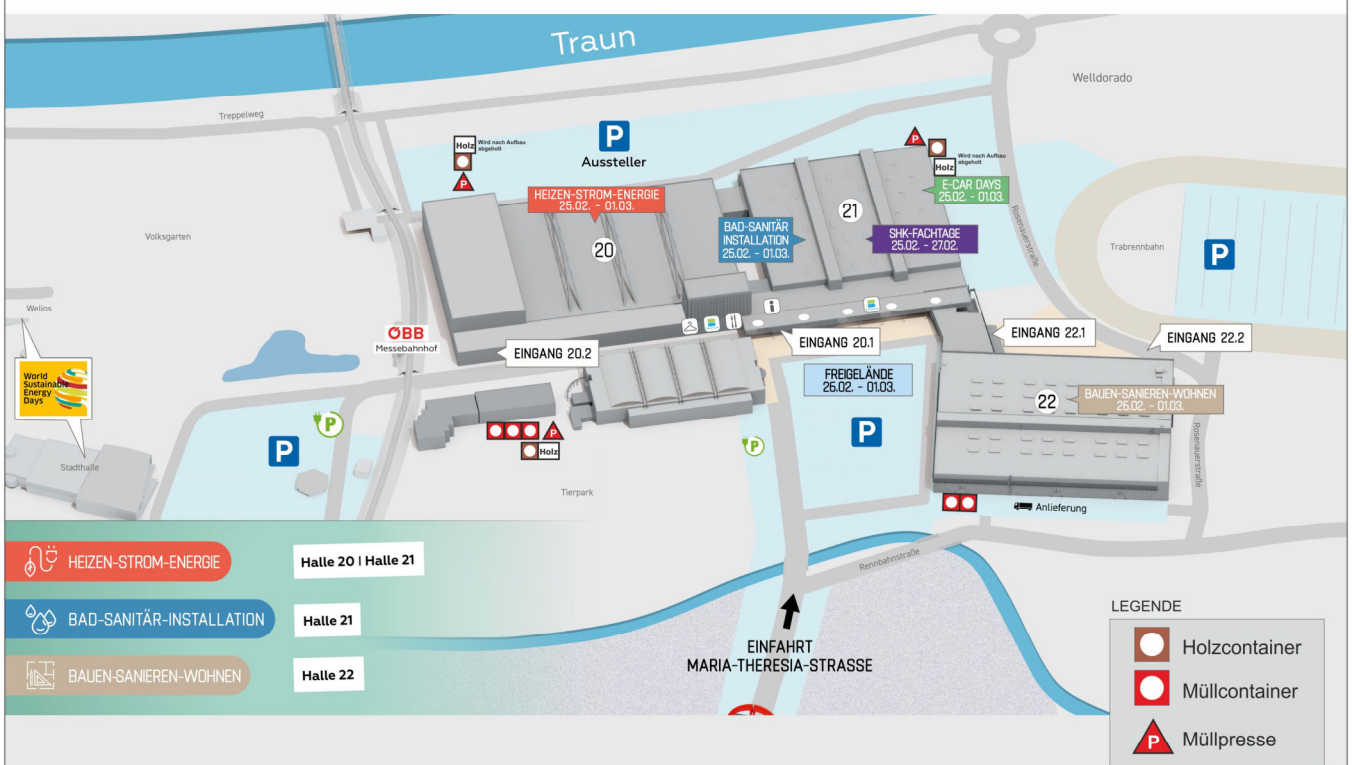 Traun
Welldorado
Treppelweg
Holz
Wird nach Aufbau
abgeholt
P
P
Aussteller
P
Holz
Wird nach Aufbau
abgeholt
HEIZEN-STROM-ENERGIE
25.02. - 01.03.
20
BAD-SANITÄR
INSTALLATION
25.02. - 01.03.
21
SHK-FACHTAGE
25.02. - 27.02.
E-CAR DAYS
25.02. - 01.03.
Rosenauerstraße
Trabrennbahn
P
Volksgarten
Welios
World
Sustainable
Energy
Days
Stadthalle
ÖBB
Messebahnhof
i
EINGANG 20.2
EINGANG 20.1
EINGANG 22.1
EINGANG 22.2
FREIGELÄNDE
26.02. - 01.03.
22
BAUEN-SANIEREN-WOHNEN
26.02. - 01.03.
P
P
P
P
P
Holz
Tierpark
Rosenauerstraße
Anlieferung
Rennbahnstraße
EINFAHRT
MARIA-THERESIA-STRASSE
HEIZEN-STROM-ENERGIE
Halle 20 | Halle 21
BAD-SANITÄR-INSTALLATION
Halle 21
BAUEN-SANIEREN-WOHNEN
Halle 22
LEGENDE
Holzcontainer
Müllcontainer
P
Müllpresse